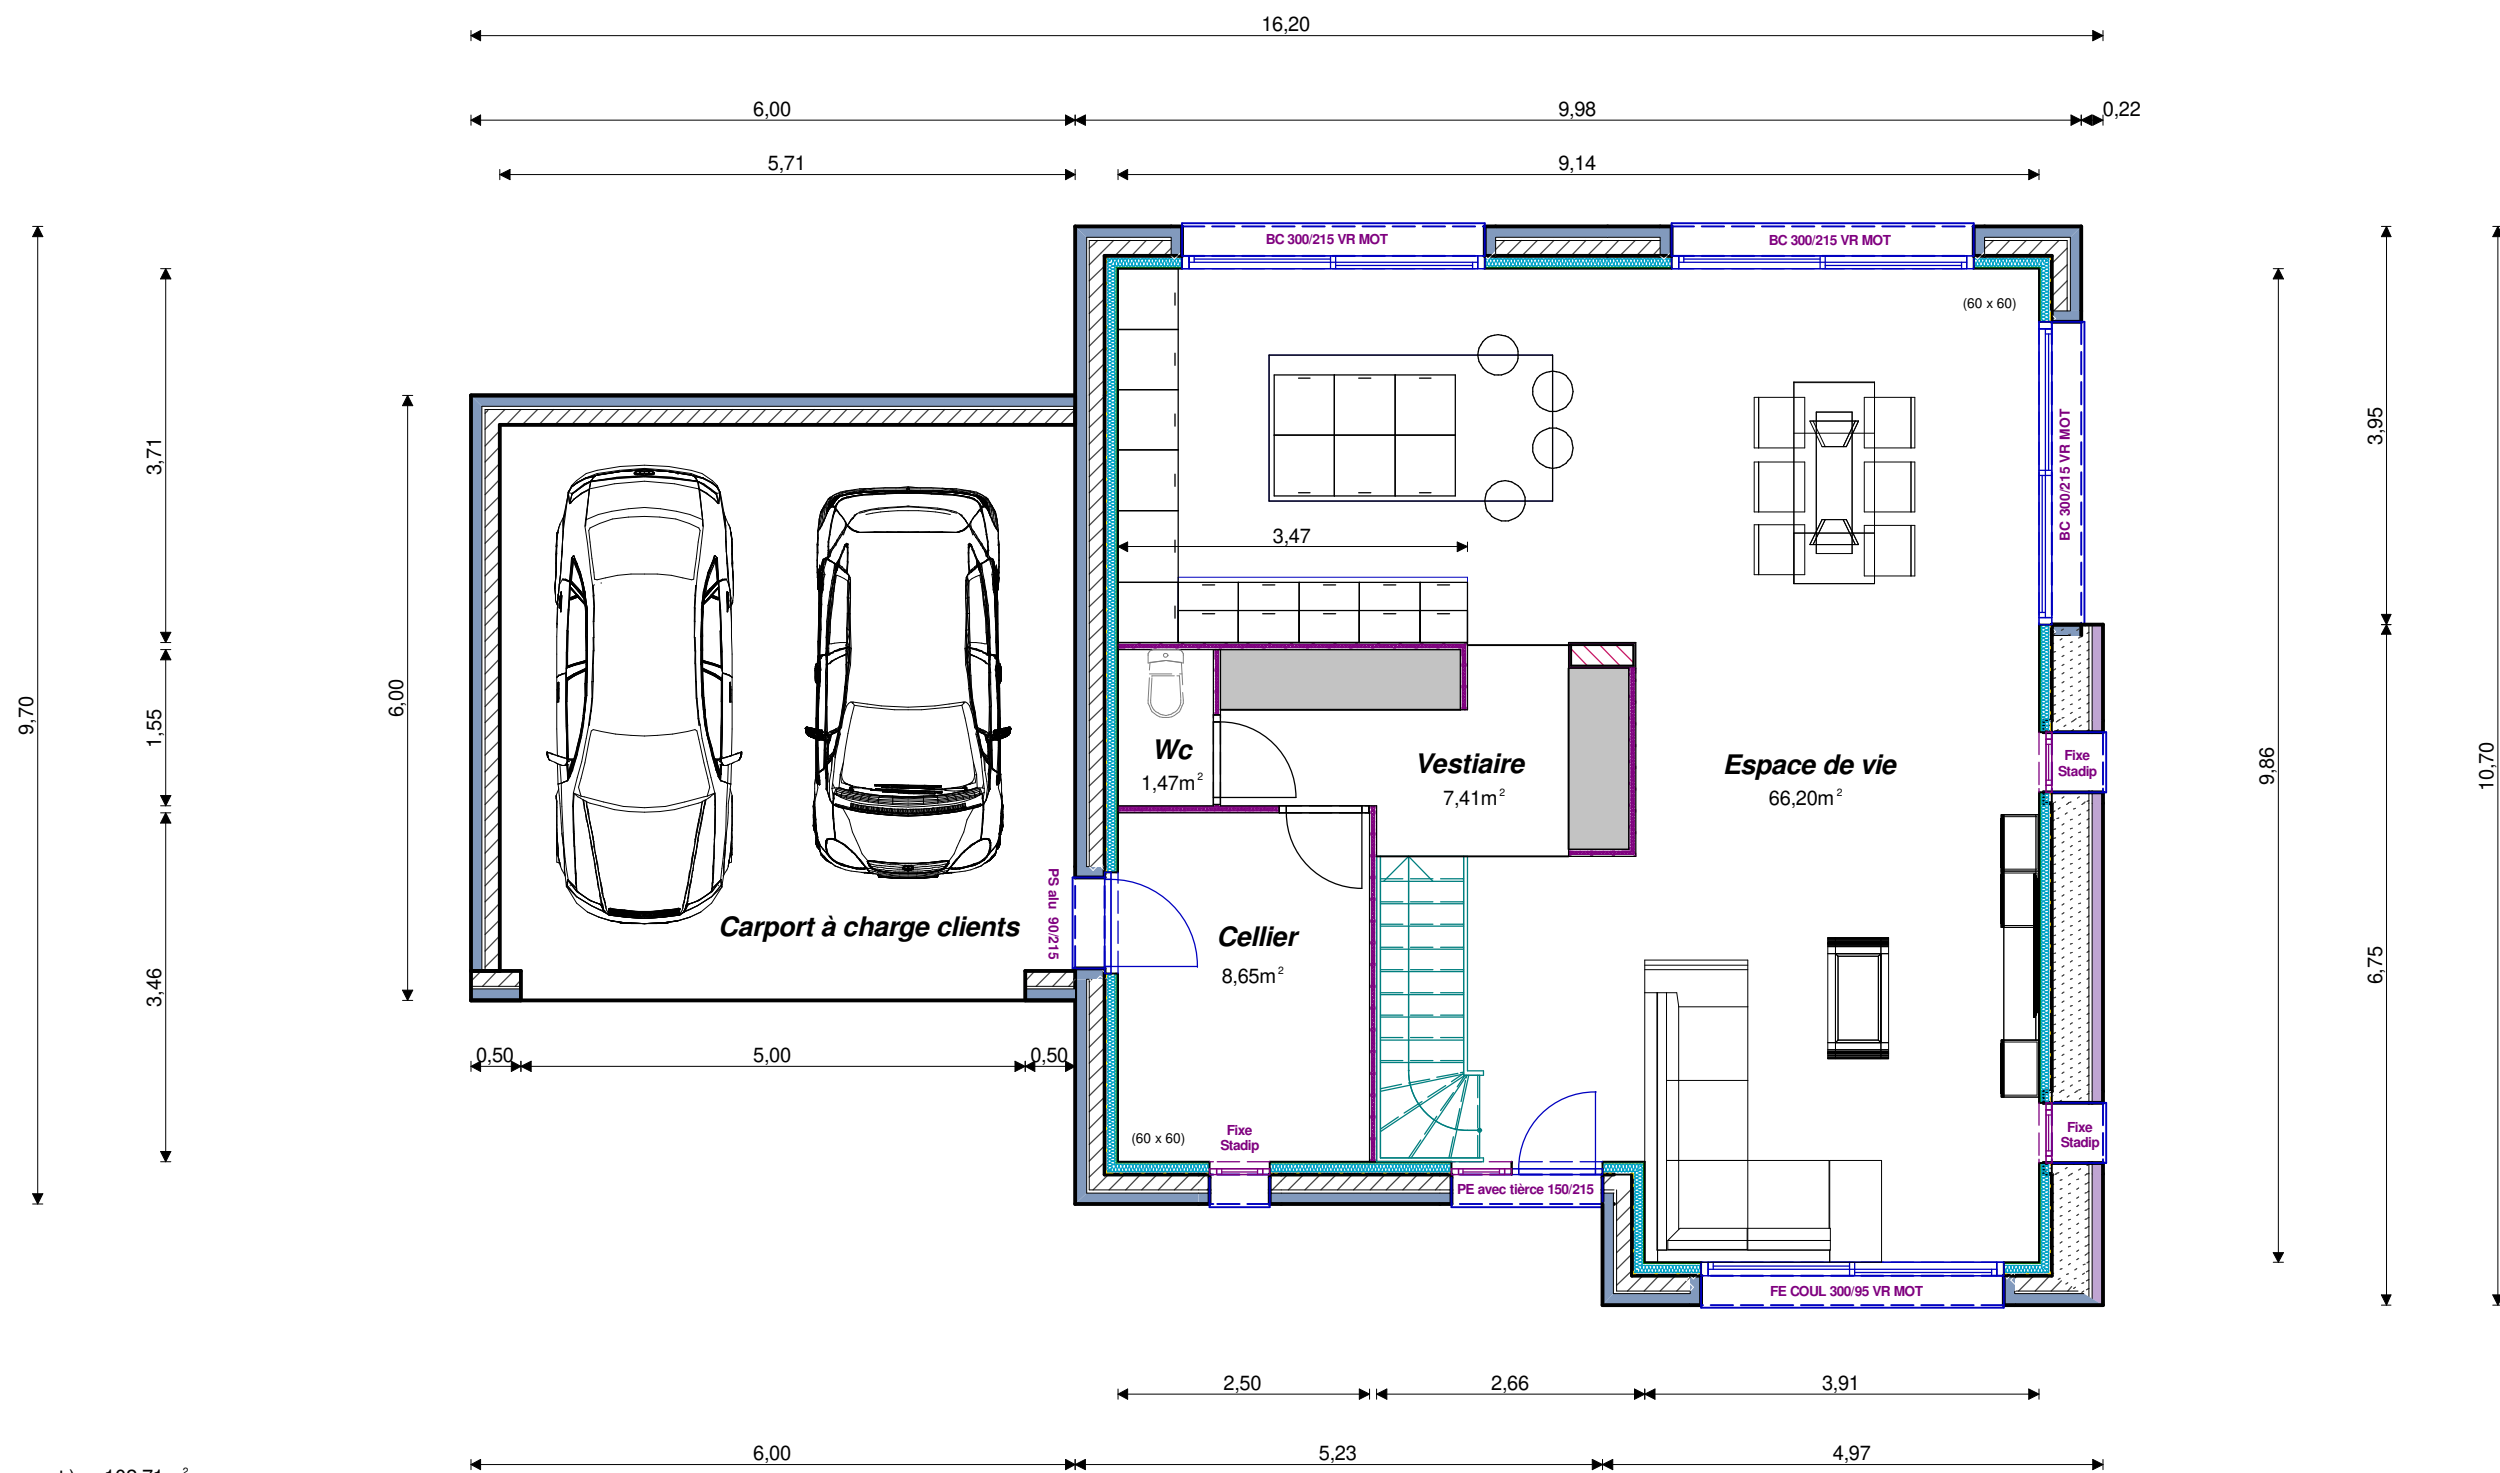 16,20
6,00
9,98
0,22
5,71
9,14
BC 300/215 VR MOT
BC 300/215 VR MOT
(60 x 60)
BC 300/215 VR MOT
3,71
3,95
3,47
9,70
1,55
6,00
Wc
1,47m²
Vestiaire
7,41m²
Espace de vie
66,20m²
Fixe
Stadip
9,86
10,70
PS alu 90/215
Carport à charge clients
Cellier
8,65m²
3,46
6,75
0,50
5,00
0,50
(60 x 60)
Fixe
Stadip
Fixe
Stadip
PE avec tièrce 150/215
FE COUL 300/95 VR MOT
2,50
2,66
3,91
6,00
5,23
4,97